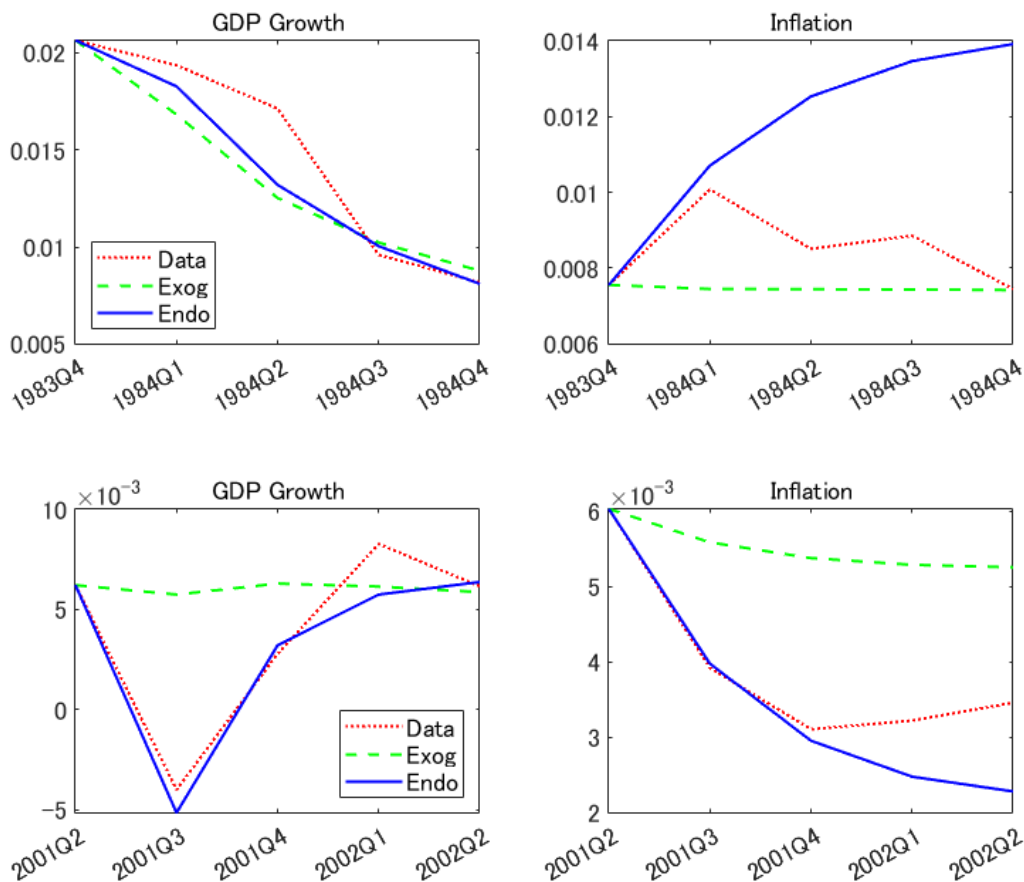 GDP Growth
0.02
0.015
0.01
0.005
Data
Exog
Endo
1983Q4
1984Q1
1984Q2
1984Q3
1984Q4
Inflation
0.014
0.012
0.01
0.008
0.006
1983Q4
1984Q1
1984Q2
1984Q3
1984Q4
×10⁻³
GDP Growth
10
5
0
−5
Data
Exog
Endo
2001Q2
2001Q3
2001Q4
2002Q1
2002Q2
×10⁻³
Inflation
6
5
4
3
2
2001Q2
2001Q3
2001Q4
2002Q1
2002Q2